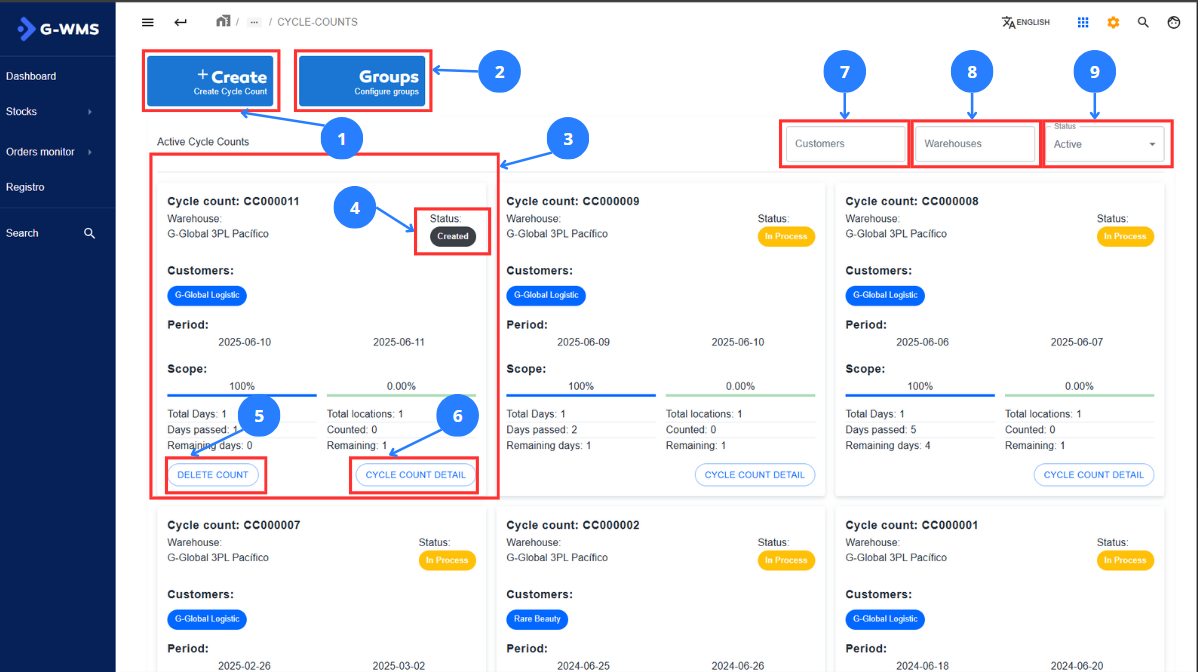 G-WMS
/ ... / CYCLE-COUNTS
ENGLISH
Dashboard
Stocks
Orders monitor
Registro
Search
+ Create
Create Cycle Count
Groups
Configure groups
1
2
3
4
5
6
7
8
9
Active Cycle Counts
Customers
Warehouses
Status
Active
Cycle count: CC000011
Warehouse:
Status:
G-Global 3PL Pacífico
Created
Customers:
G-Global Logistic
Period:
2025-06-10 2025-06-11
Scope:
100% 0.00%
Total Days: 1 Total locations: 1
Days passed: 1 Counted: 0
Remaining days: 0 Remaining: 1
DELETE COUNT CYCLE COUNT DETAIL
Cycle count: CC000009
Warehouse:
Status:
G-Global 3PL Pacífico
In Process
Customers:
G-Global Logistic
Period:
2025-06-09 2025-06-10
Scope:
100% 0.00%
Total Days: 1 Total locations: 1
Days passed: 2 Counted: 0
Remaining days: 1 Remaining: 1
CYCLE COUNT DETAIL
Cycle count: CC000008
Warehouse:
Status:
G-Global 3PL Pacífico
In Process
Customers:
G-Global Logistic
Period:
2025-06-06 2025-06-07
Scope:
100% 0.00%
Total Days: 1 Total locations: 1
Days passed: 5 Counted: 0
Remaining days: 4 Remaining: 1
CYCLE COUNT DETAIL
Cycle count: CC000007
Warehouse:
Status:
G-Global 3PL Pacífico
In Process
Customers:
G-Global Logistic
Period:
2025-02-26 2025-03-02
Cycle count: CC000002
Warehouse:
Status:
G-Global 3PL Pacífico
In Process
Customers:
Rare Beauty
Period:
2024-06-25 2024-06-26
Cycle count: CC000001
Warehouse:
Status:
G-Global 3PL Pacífico
In Process
Customers:
G-Global Logistic
Period:
2024-06-18 2024-06-20